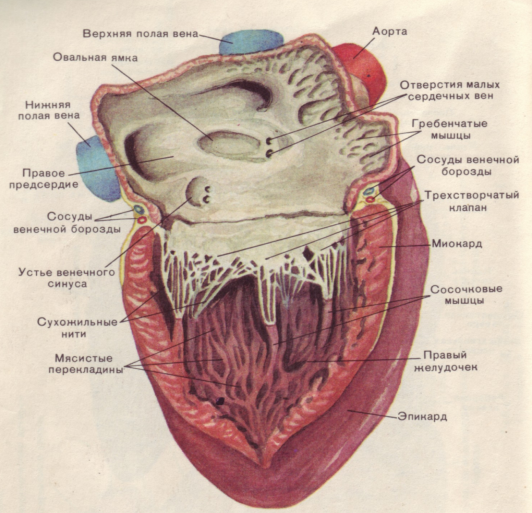 Верхняя полая вена
Овальная ямка
Нижняя
полая вена
Правое
предсердие
Сосуды
венечной борозды
Устье венечного
синуса
Сухожильные
нити
Мясистые
перекладины
Аорта
Отверстия малых
сердечных вен
Гребенчатые
мышцы
Сосуды венечной
борозды
Трехстворчатый
клапан
Миокард
Сосочковые
мышцы
Правый
желудочек
Эпикард